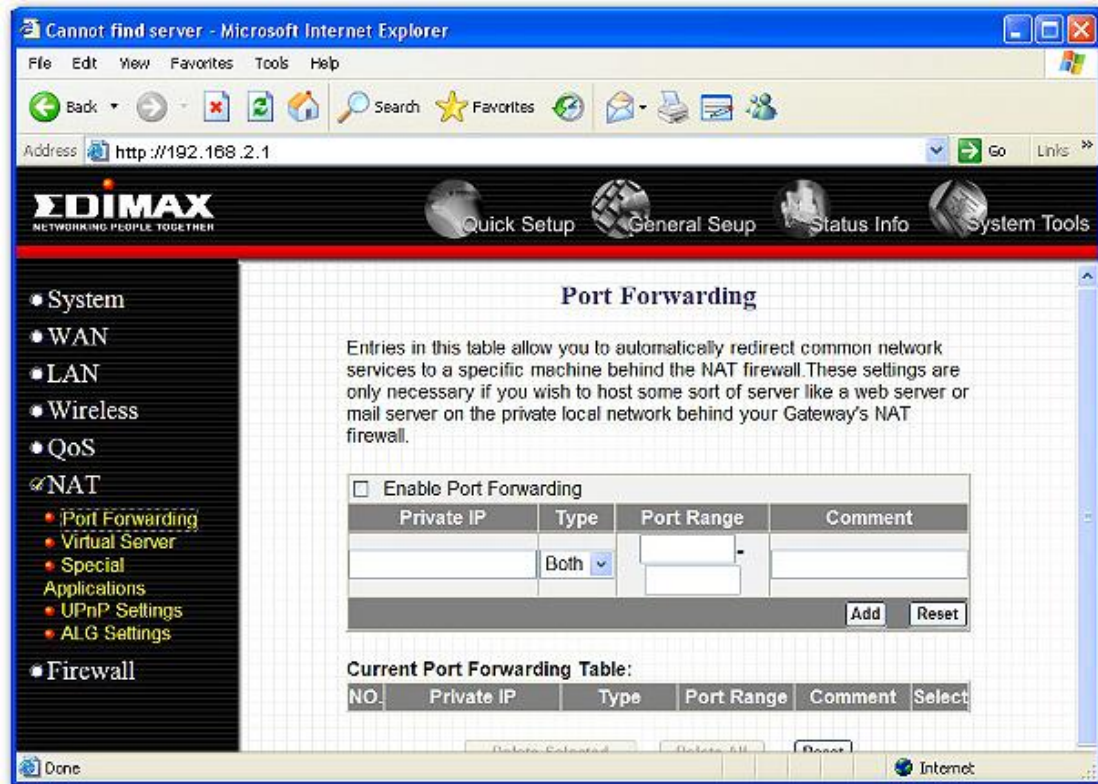 Cannot find server - Microsoft Internet Explorer
File Edit View Favorites Tools Help
Back Search Favorites
Address http://192.168.2.1 Go Links »
EDIMAX
NETWORKING PEOPLE TOGETHER
Quick Setup General Seup Status Info System Tools
System
WAN
LAN
Wireless
QoS
NAT
Port Forwarding
Virtual Server
Special
Applications
UPnP Settings
ALG Settings
Firewall
Port Forwarding
Entries in this table allow you to automatically redirect common network
services to a specific machine behind the NAT firewall.These settings are
only necessary if you wish to host some sort of server like a web server or
mail server on the private local network behind your Gateway's NAT
firewall.
Enable Port Forwarding
Private IP Type Port Range Comment
Both -
Add Reset
Current Port Forwarding Table:
NO. Private IP Type Port Range Comment Select
Delete Selected Delete All Reset
Done Internet